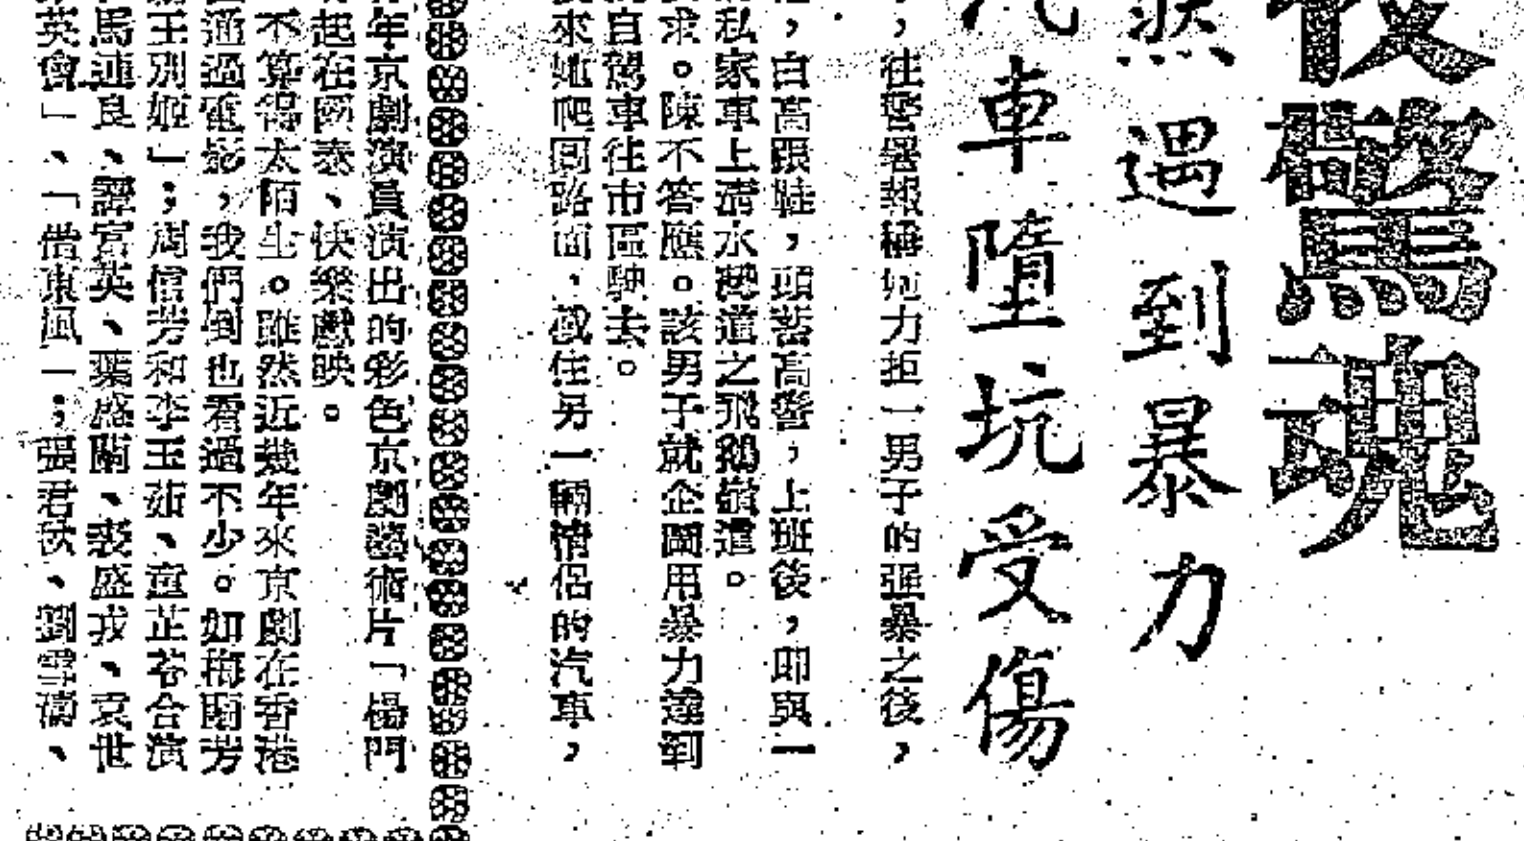 夜驚魂
然遇到暴力
汽車墮坑受傷
，往警署報稱她力拒一男子的强暴之後，
，白高跟鞋，頭紥高髻，上班後，即與一
私家車上清水灣道之飛鵝嶺道。
求。陳不答應。該男子就企圖用暴力達到
自駕車往市區駛去。
來她爬囘路面，截住另一輛情侶的汽車，
年京劇演員演出的彩色京劇藝術片「楊門
起在國泰、快樂戲映。
不算得太陌生。雖然近幾年來京劇在香港
通過電影，我們倒也看過不少。如梅蘭芳
王別姬」；周信芳和李玉茹、童芷苓合演
馬連良、譚富英、葉盛蘭、裘盛戎、袁世
英會」、「借東風」；張君秋、劉雪濤、